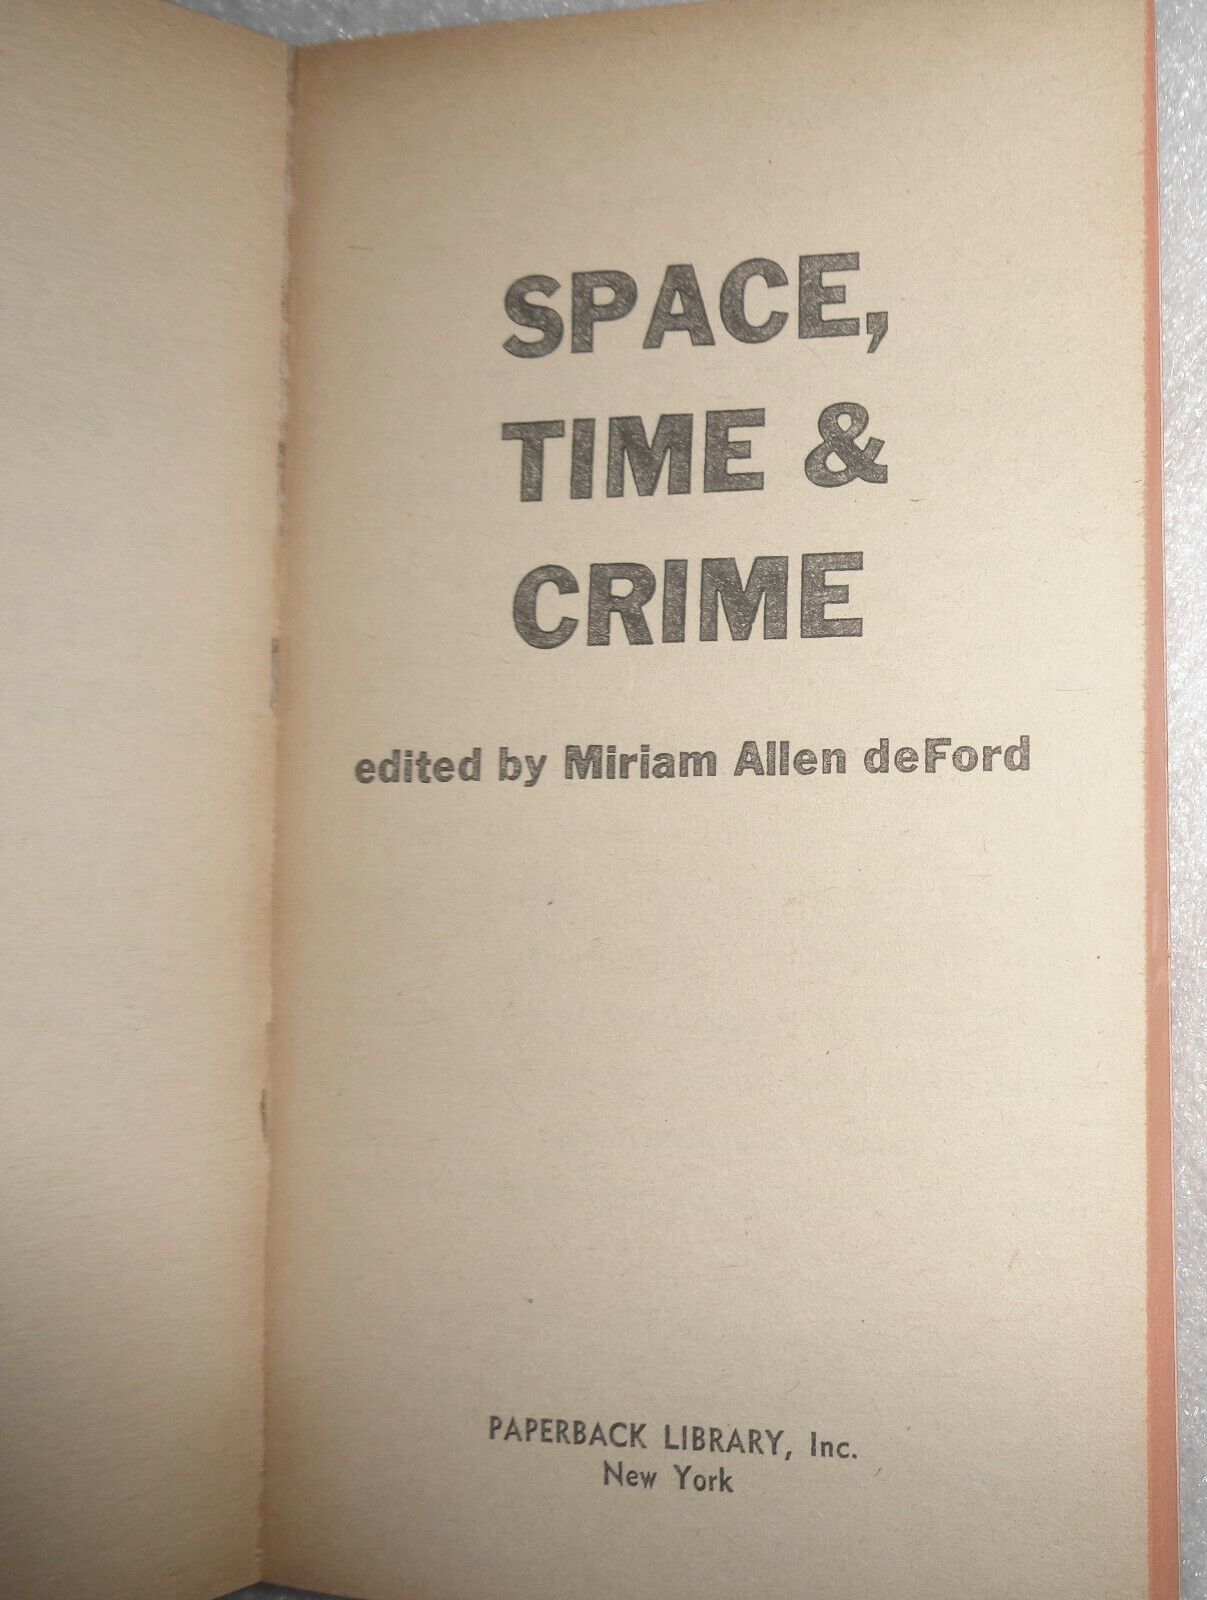 SPACE,
TIME &
CRIME
edited by Miriam Allen deFord
PAPERBACK LIBRARY, Inc.
New York